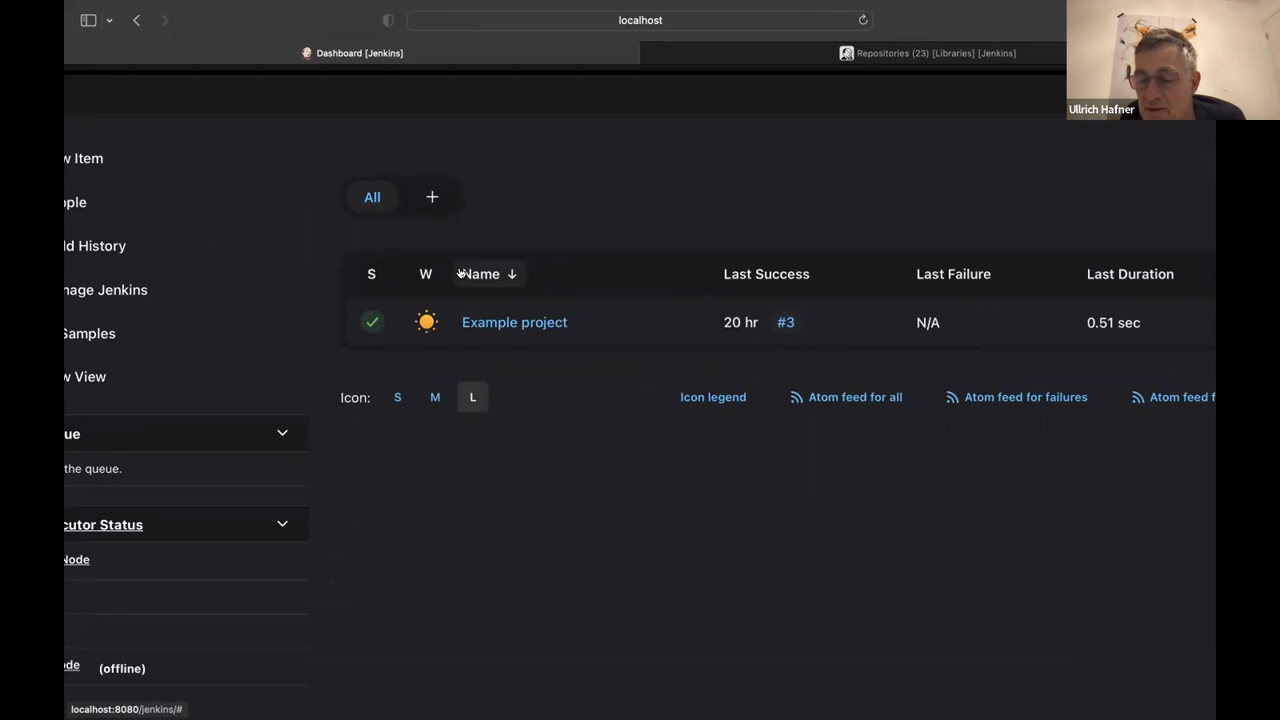 localhost
Dashboard [Jenkins]
Repositories (23) [Libraries] [Jenkins]
Ullrich Hafner
w Item
ople
ld History
nage Jenkins
Samples
w View
ue
the queue.
cutor Status
Node
ode (offline)
All +
S W Name ↓ Last Success Last Failure Last Duration
Example project 20 hr #3 N/A 0.51 sec
Icon: S M L Icon legend Atom feed for all Atom feed for failures Atom feed f
localhost:8080/jenkins/#